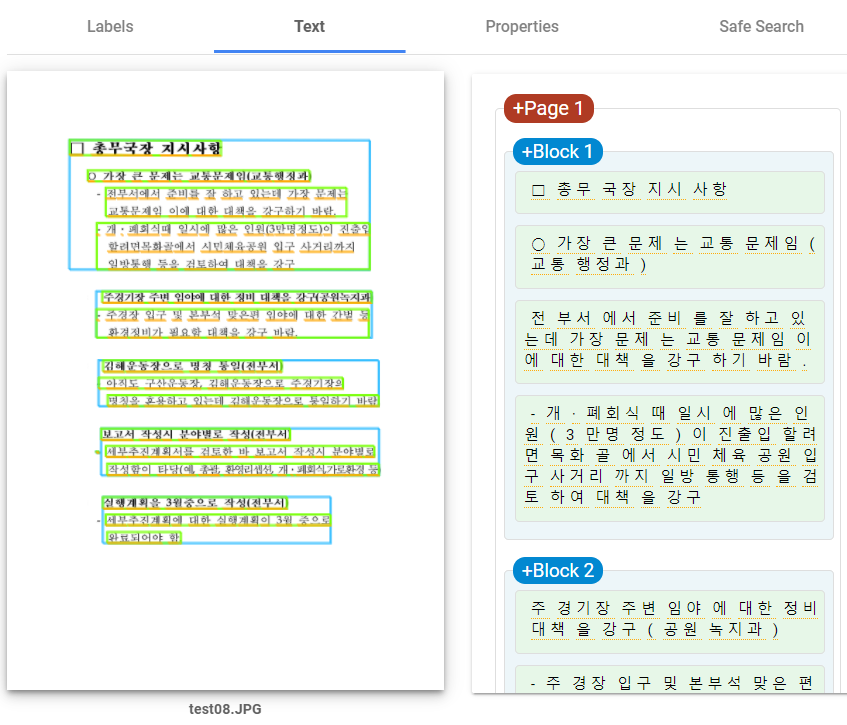 Labels
Text
Properties
Safe Search
□ 총무국장 지시사항
○ 가장 큰 문제는 교통문제임(교통행정과)
- 전부서에서 준비를 잘 하고 있는데 가장 문제는
교통문제임 이에 대한 대책을 강구하기 바람.
- 개·폐회식때 일시에 많은 인원(3만명정도)이 진출입
할려면목화골에서 시민체육공원 입구 사거리까지
일방통행 등을 검토하여 대책을 강구
주경기장 주변 임야에 대한 정비 대책을 강구(공원녹지과
- 주경장 입구 및 본부석 맞은편 임야에 대한 간벌 등
환경정비가 필요함 대책을 강구 바람.
김해운동장으로 명칭 통일(전부서
- 아직도 구산운동장, 김해운동장으로 주경기장의
명칭을 혼용하고 있는데 김해운동장으로 통일하기 바람
보고서 작성시 분야별로 작성(전부서)
- 세부추진계획서를 검토한 바 보고서 작성시 분야별로
작성함이 타당(예, 총괄, 환영리셉션, 개·폐회식,가로환경 등)
실행계획을 3월중으로 작성(전부서)
- 세부추진계획에 대한 실행계획이 3월 중으로
완료되어야 함
test08.JPG
+Page 1
+Block 1
□ 총무 국장 지시 사항
○ 가장 큰 문제 는 교통 문제임 (
교통 행정과 )
전 부서 에서 준비 를 잘 하고 있
는데 가장 문제 는 교통 문제임 이
에 대한 대책 을 강구 하기 바람 .
- 개 · 폐회식 때 일시 에 많은 인
원 ( 3 만명 정도 ) 이 진출입 할려
면 목화 골 에서 시민 체육 공원 입
구 사거리 까지 일방 통행 등 을 검
토 하여 대책 을 강구
+Block 2
주 경기장 주변 임야 에 대한 정비
대책 을 강구 ( 공원 녹지과 )
- 주 경장 입구 및 본부석 맞은 편